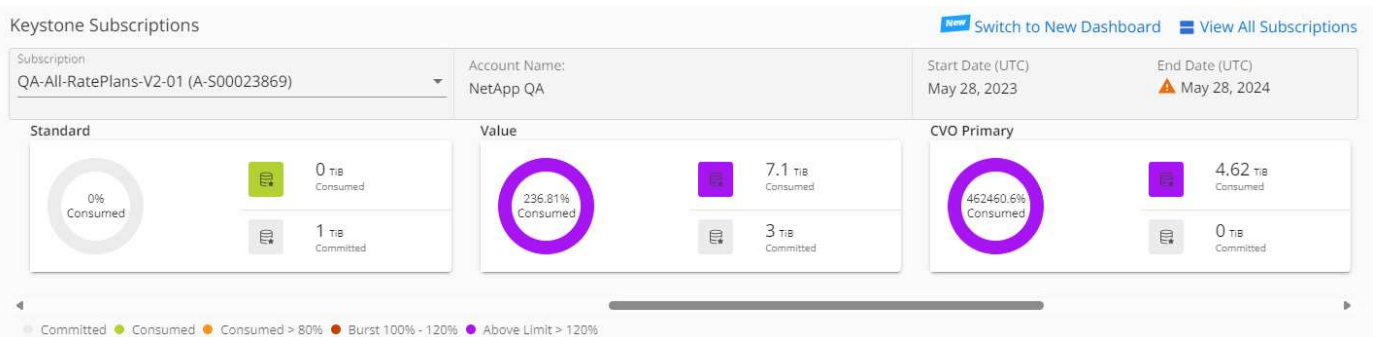 Keystone Subscriptions
New Switch to New Dashboard View All Subscriptions
Subscription
QA-All-RatePlans-V2-01 (A-S00023869)
Account Name:
NetApp QA
Start Date (UTC)
May 28, 2023
End Date (UTC)
May 28, 2024
Standard
0%
Consumed
0 TiB
Consumed
1 TiB
Committed
Value
236.81%
Consumed
7.1 TiB
Consumed
3 TiB
Committed
CVO Primary
462460.6%
Consumed
4.62 TiB
Consumed
0 TiB
Committed
Committed Consumed Consumed > 80% Burst 100% - 120% Above Limit > 120%